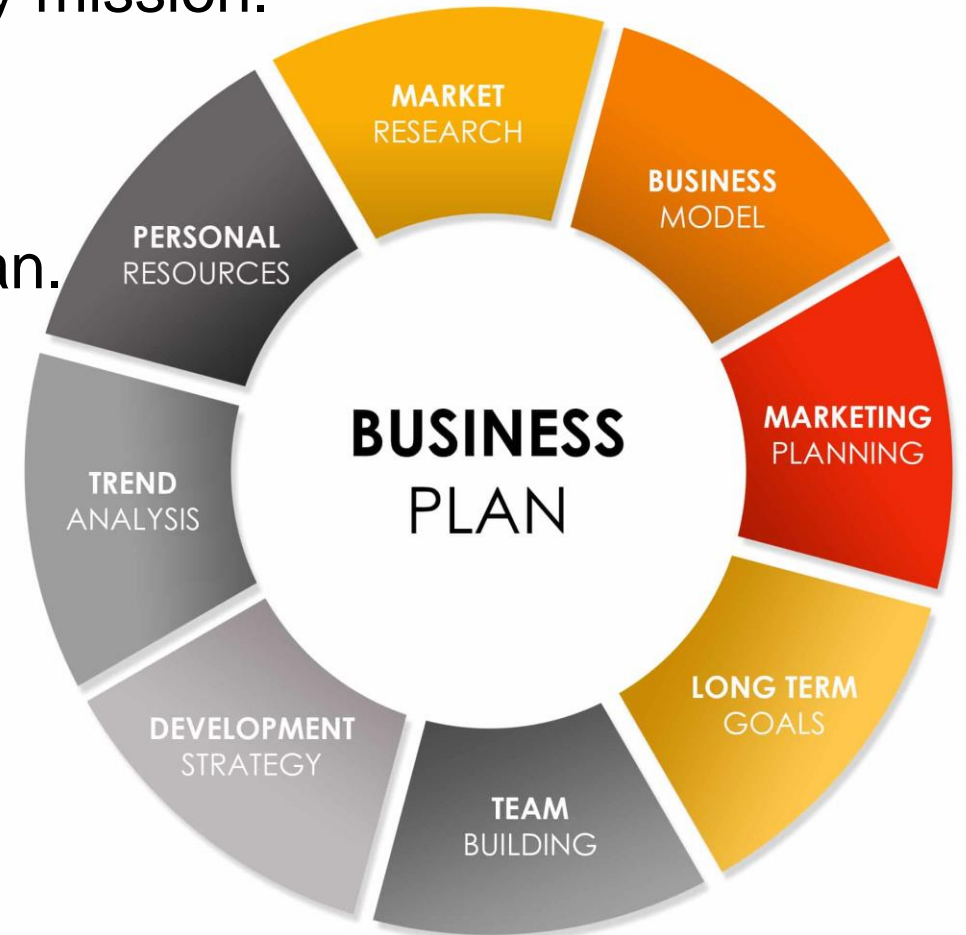 mission.
MARKET
RESEARCH
BUSINESS
MODEL
MARKETING
PLANNING
LONG TERM
GOALS
TEAM
BUILDING
DEVELOPMENT
STRATEGY
TREND
ANALYSIS
PERSONAL
RESOURCES
BUSINESS
PLAN